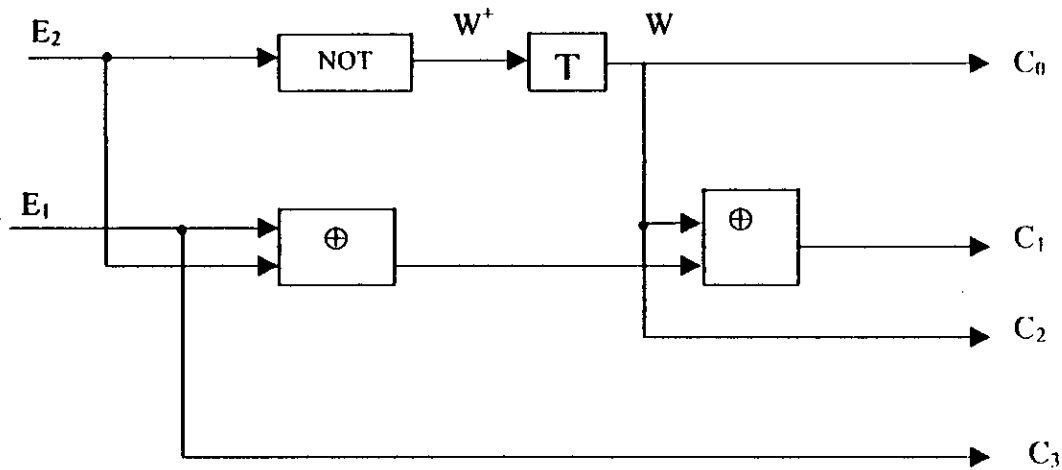 E₂
NOT
W⁺
T
W
C₀
E₁
⊕
⊕
C₁
C₂
C₃